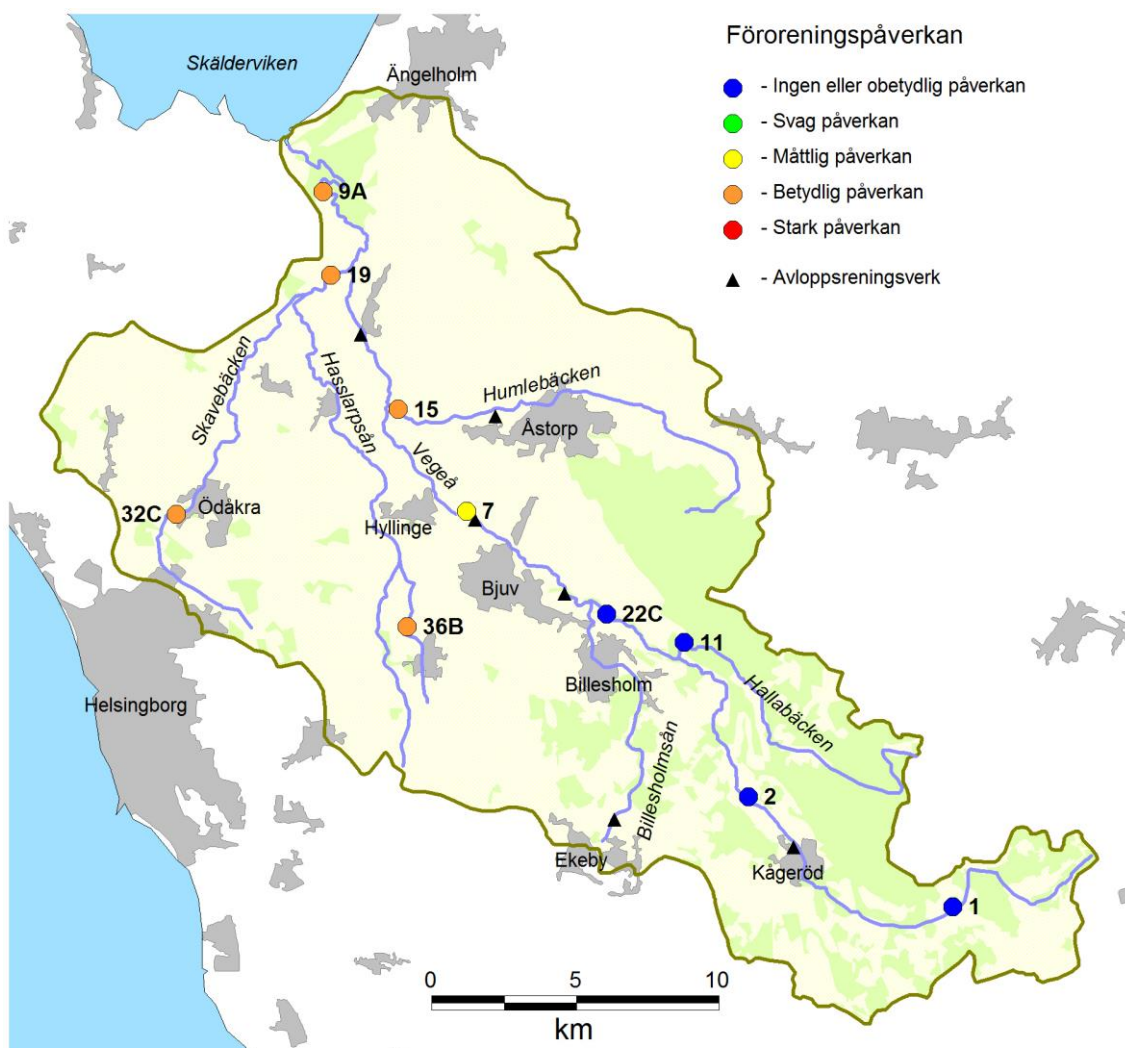 Skälderviken
Ängelholm
Föroreningspåverkan
- Ingen eller obetydlig påverkan
- Svag påverkan
- Måttlig påverkan
- Betydlig påverkan
- Stark påverkan
- Avloppsreningsverk
9A
19
Skavebäcken
Hasslarpsån
Humlebäcken
15
Åstorp
Vegeå
Ödåkra
32C
Hyllinge
7
Bjuv
22C
36B
11
Billesholm
Helsingborg
Hallabäcken
Billesholmsån
2
Ekeby
Kågeröd
1
0 5 10
km